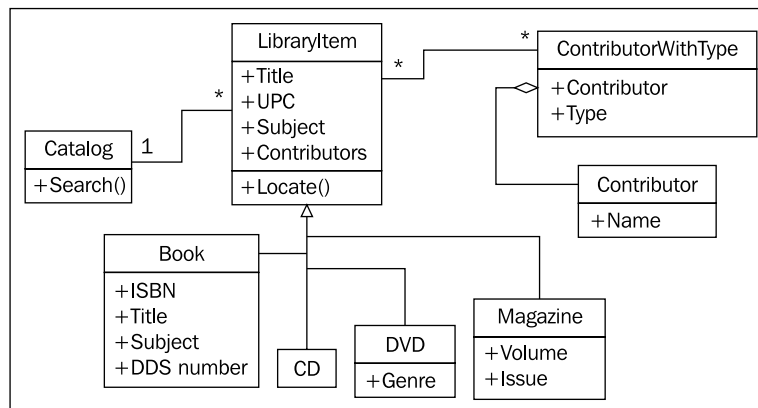 LibraryItem
+Title
+UPC
+Subject
+Contributors
+Locate()
*
*
*
ContributorWithType
+Contributor
+Type
Catalog
+Search()
1
Contributor
+Name
Book
+ISBN
+Title
+Subject
+DDS number
CD
DVD
+Genre
Magazine
+Volume
+Issue